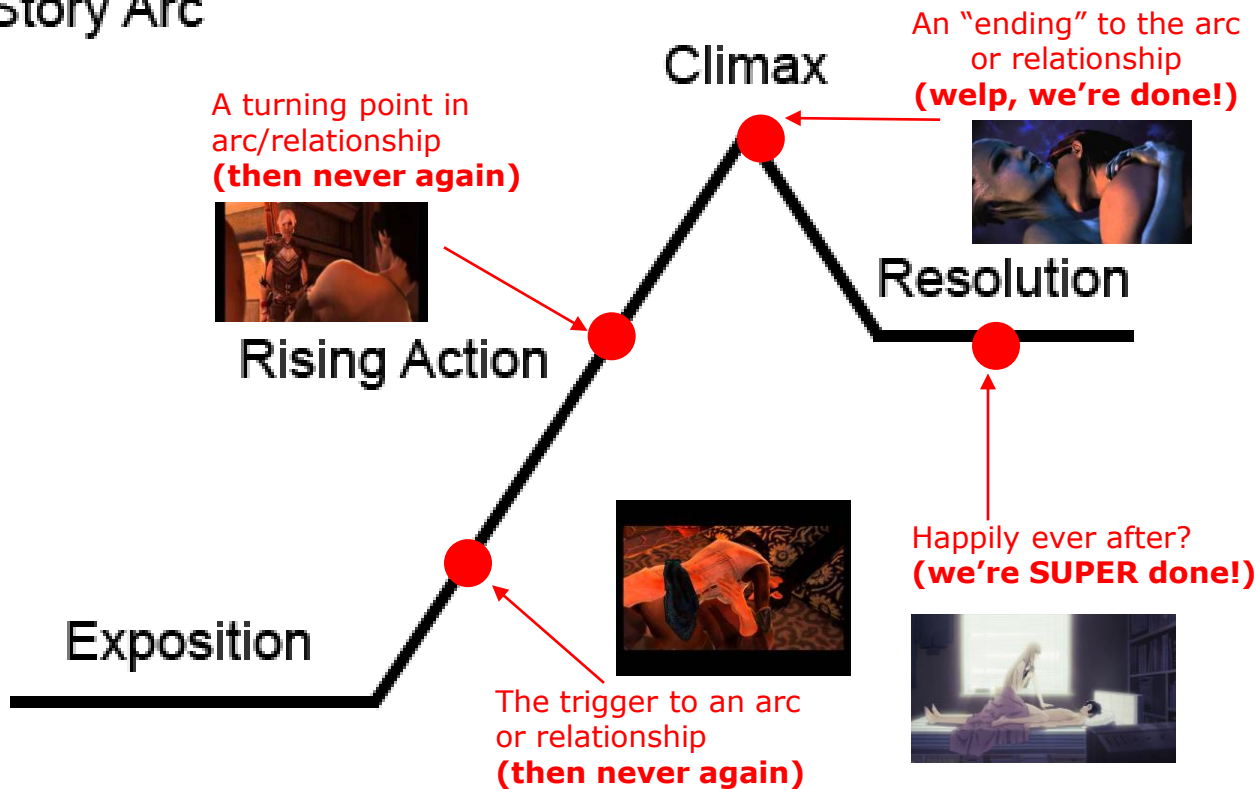 Story Arc
An “ending” to the arc
or relationship
(welp, we’re done!)
Climax
A turning point in
arc/relationship
(then never again)
Resolution
Rising Action
Happily ever after?
(we’re SUPER done!)
Exposition
The trigger to an arc
or relationship
(then never again)